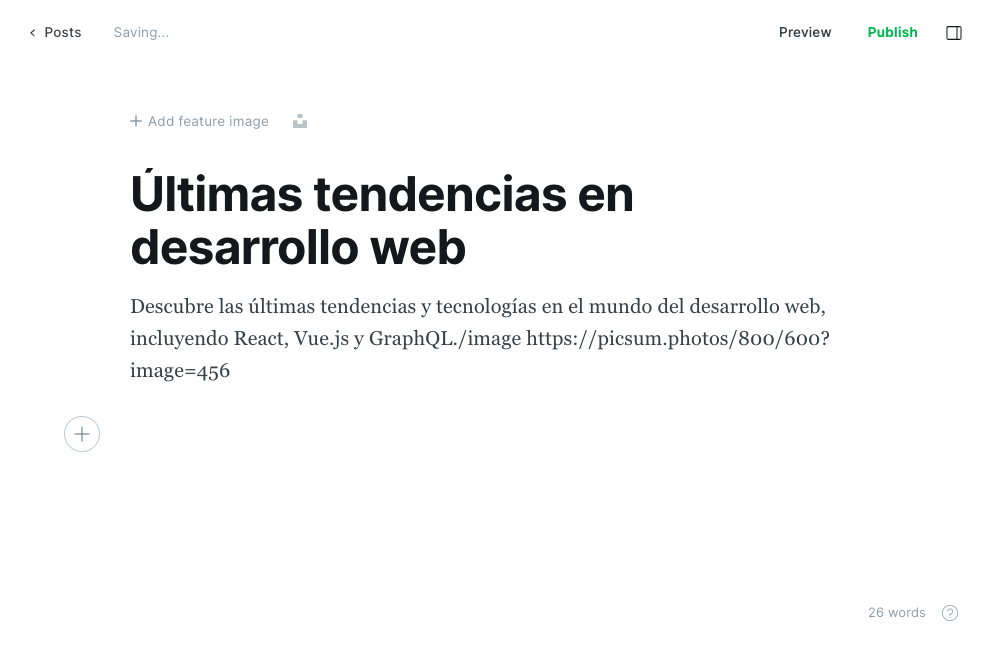 Posts
Saving...
Preview
Publish
Add feature image
Últimas tendencias en
desarrollo web
Descubre las últimas tendencias y tecnologías en el mundo del desarrollo web,
incluyendo React, Vue.js y GraphQL./image https://picsum.photos/800/600?
image=456
26 words